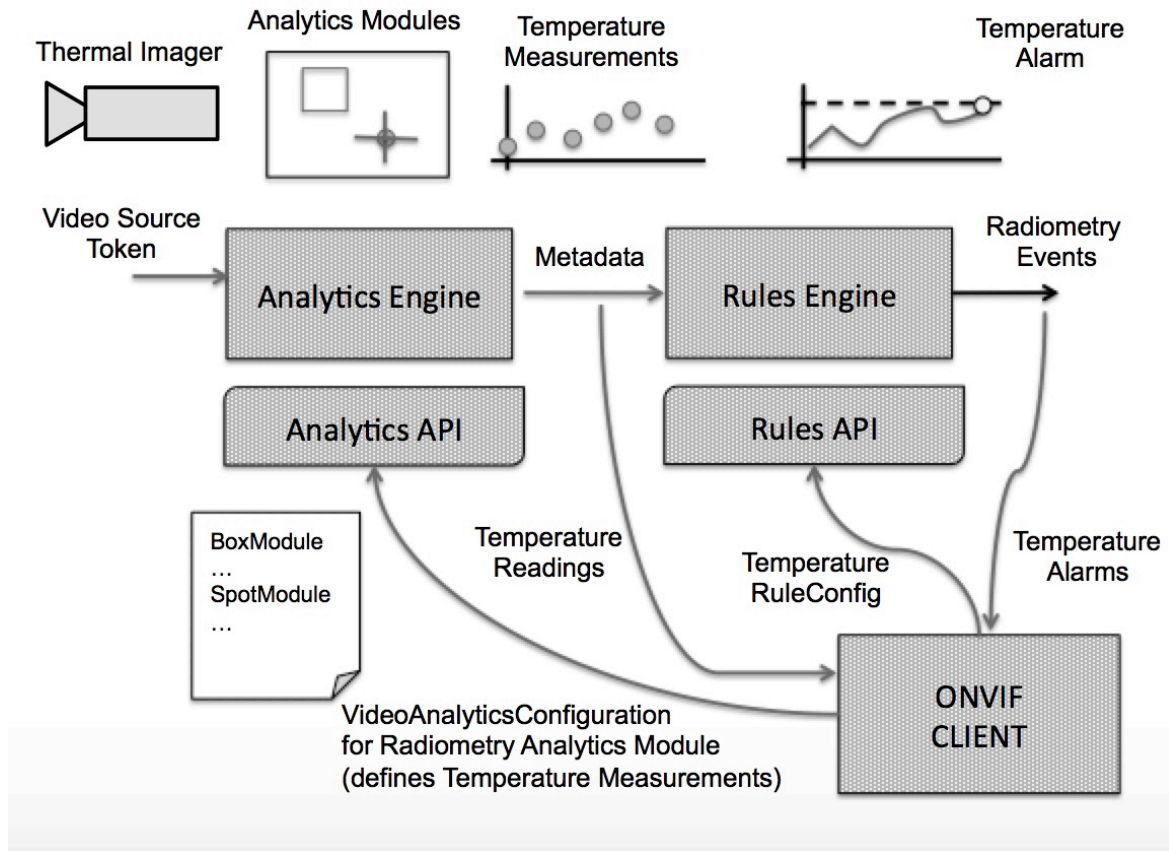 Thermal Imager
Analytics Modules
Temperature
Measurements
Temperature
Alarm
Video Source
Token
Analytics Engine
Metadata
Rules Engine
Radiometry
Events
Analytics API
Rules API
BoxModule
…
SpotModule
…
Temperature
Readings
Temperature
RuleConfig
Temperature
Alarms
VideoAnalyticsConfiguration
for Radiometry Analytics Module
(defines Temperature Measurements)
ONVIF
CLIENT